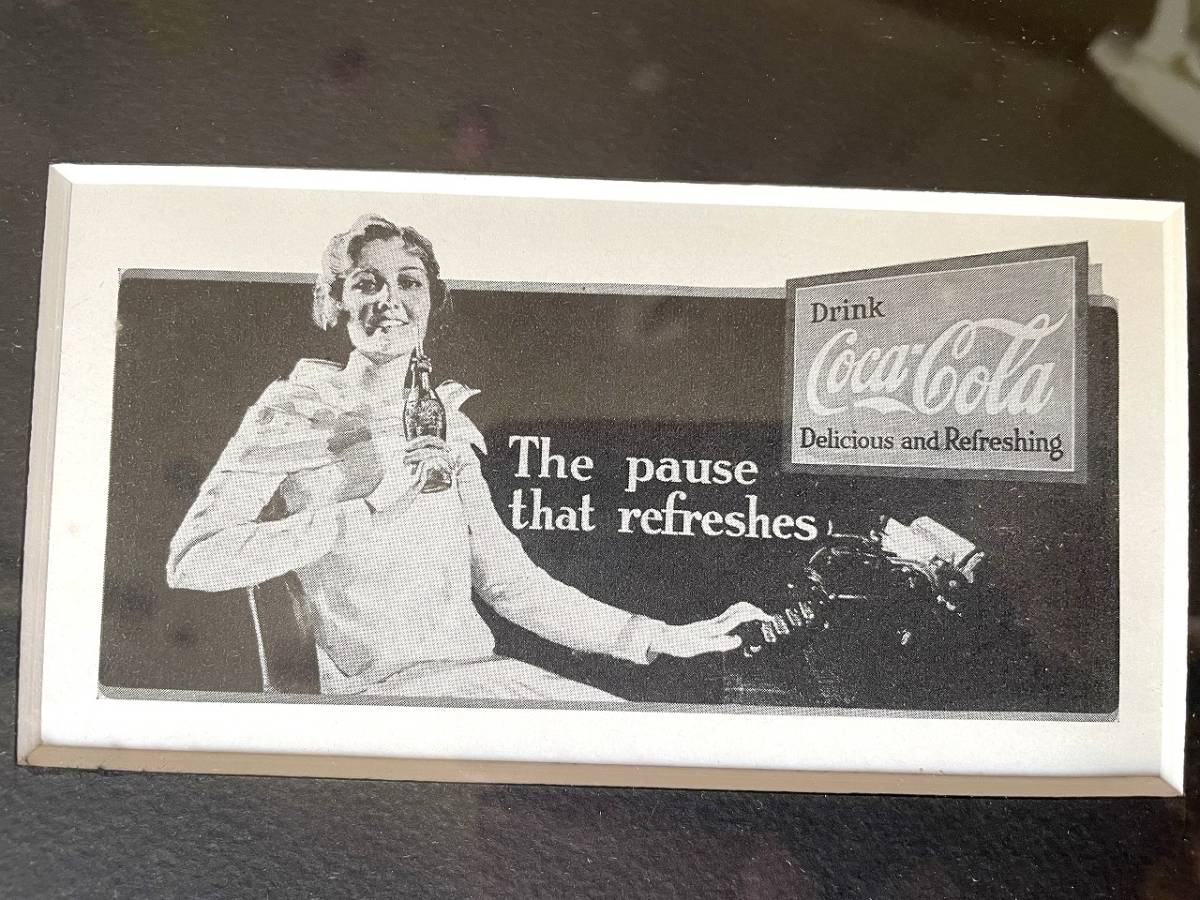 Drink
Coca-Cola
Delicious and Refreshing
The pause
that refreshes